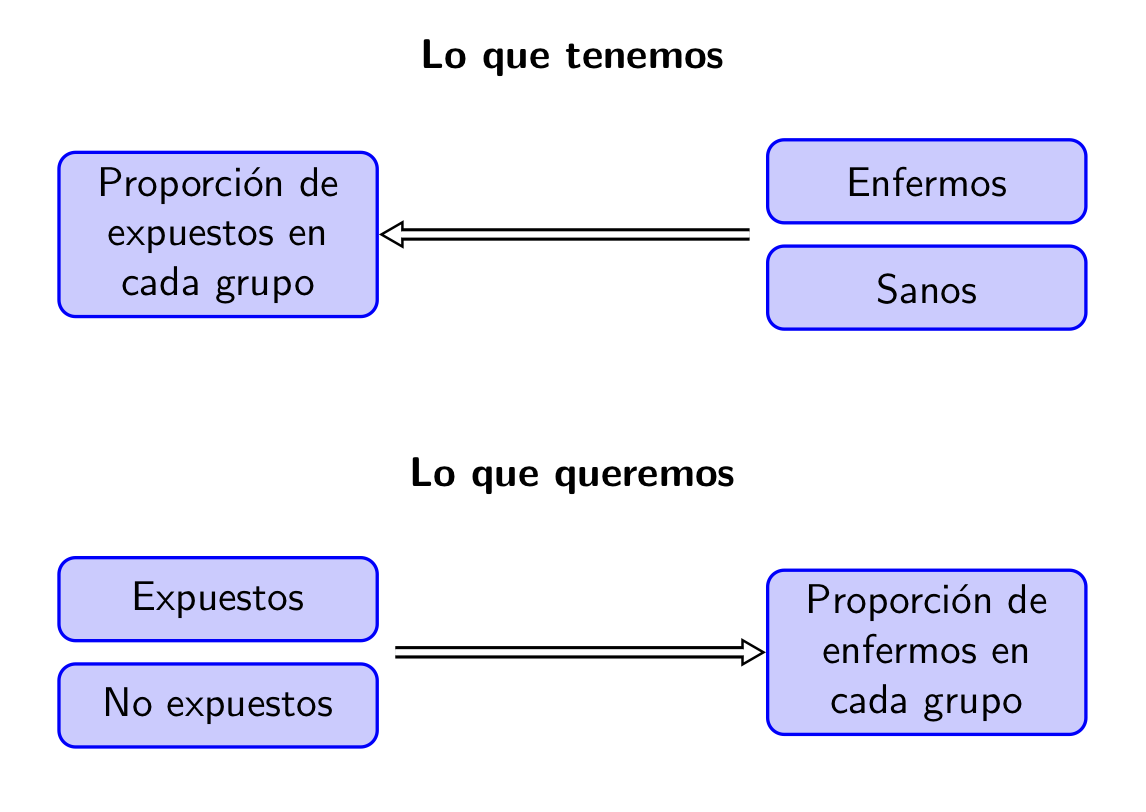 Lo que tenemos
Proporción de
expuestos en
cada grupo
Enfermos
Sanos
Lo que queremos
Expuestos
No expuestos
Proporción de
enfermos en
cada grupo